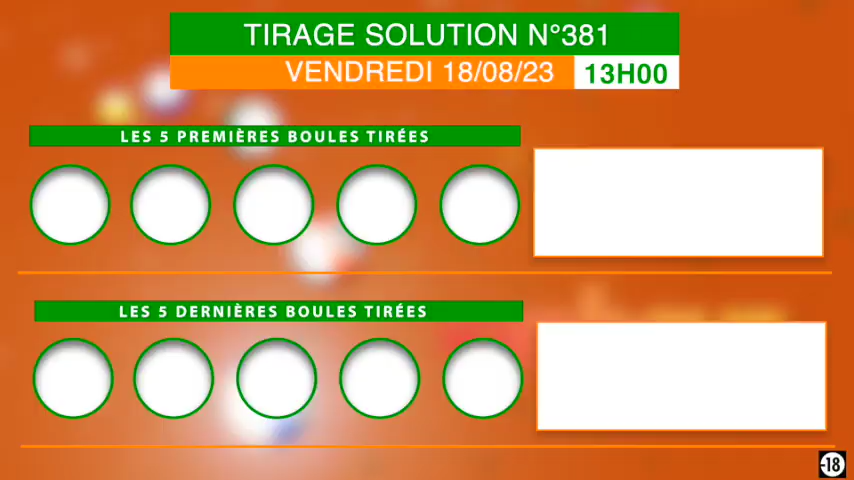 TIRAGE SOLUTION N°381
VENDREDI 18/08/23 13H00
LES 5 PREMIÈRES BOULES TIRÉES
LES 5 DERNIÈRES BOULES TIRÉES
-18